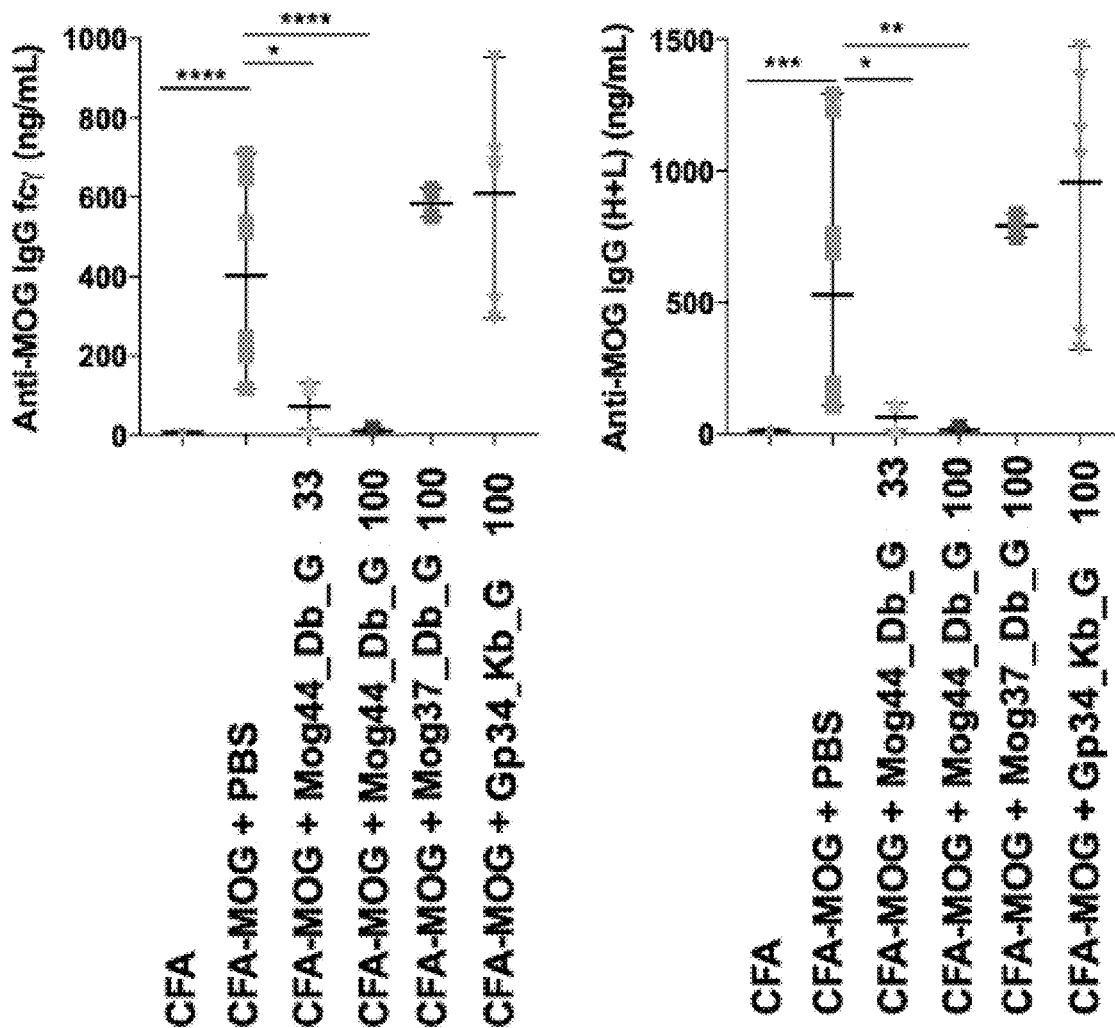 Anti-MOG IgG fcγ (ng/mL)
1000
800
600
400
200
0
****
*
****
CFA
CFA-MOG + PBS
CFA-MOG + Mog44_Db_G 33
CFA-MOG + Mog44_Db_G 100
CFA-MOG + Mog37_Db_G 100
CFA-MOG + Gp34_Kb_G 100
Anti-MOG IgG (H+L) (ng/mL)
1500
1000
500
0
**
*
***
CFA
CFA-MOG + PBS
CFA-MOG + Mog44_Db_G 33
CFA-MOG + Mog44_Db_G 100
CFA-MOG + Mog37_Db_G 100
CFA-MOG + Gp34_Kb_G 100